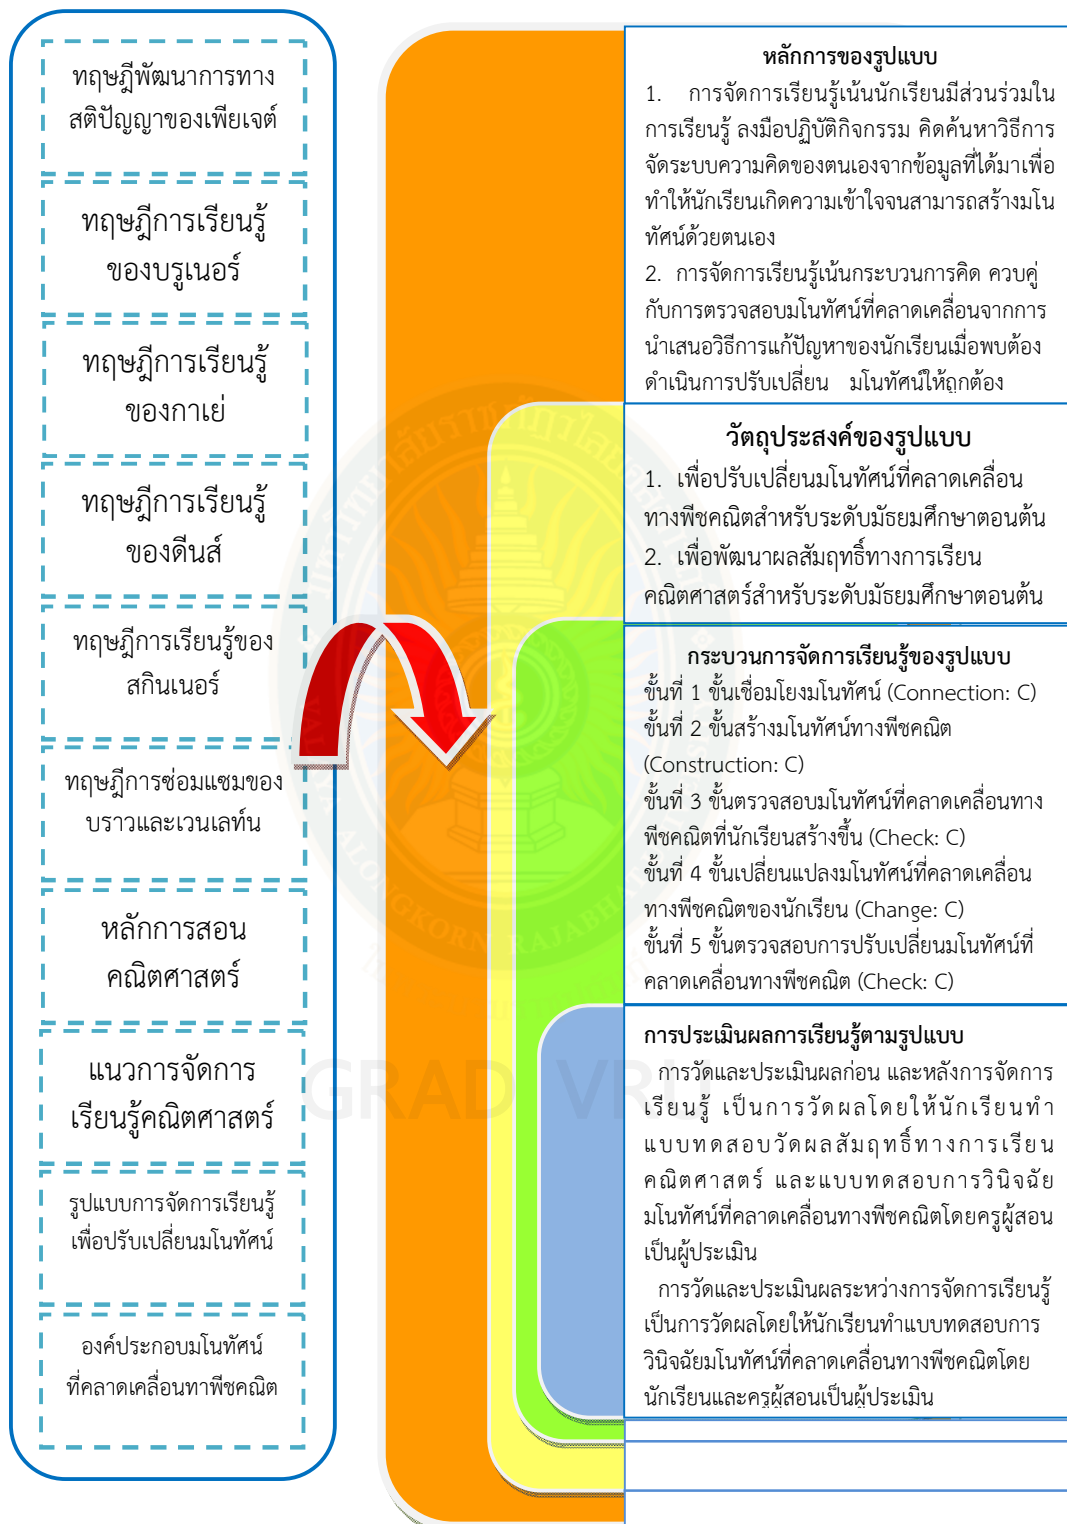 ทฤษฎีพัฒนาการทาง
สติปัญญาของเพียเจต์
ทฤษฎีการเรียนรู้
ของบรูเนอร์
ทฤษฎีการเรียนรู้
ของกาเย่
ทฤษฎีการเรียนรู้
ของดีนส์
ทฤษฎีการเรียนรู้ของ
สกินเนอร์
ทฤษฎีการซ่อมแซมของ
บราวและเวนเลห์น
หลักการสอน
คณิตศาสตร์
แนวการจัดการ
เรียนรู้คณิตศาสตร์
รูปแบบการจัดการเรียนรู้
เพื่อปรับเปลี่ยนมโนทัศน์
องค์ประกอบมโนทัศน์
ที่คลาดเคลื่อนทาพีชคณิต
หลักการของรูปแบบ
1. การจัดการเรียนรู้เน้นนักเรียนมีส่วนร่วมใน
การเรียนรู้ ลงมือปฏิบัติกิจกรรม คิดค้นหาวิธีการ
จัดระบบความคิดของตนเองจากข้อมูลที่ได้มาเพื่อ
ทำให้นักเรียนเกิดความเข้าใจจนสามารถสร้างมโน
ทัศน์ด้วยตนเอง
2. การจัดการเรียนรู้เน้นกระบวนการคิด ควบคู่
กับการตรวจสอบมโนทัศน์ที่คลาดเคลื่อนจากการ
นำเสนอวิธีการแก้ปัญหาของนักเรียนเมื่อพบต้อง
ดำเนินการปรับเปลี่ยน มโนทัศน์ให้ถูกต้อง
วัตถุประสงค์ของรูปแบบ
1. เพื่อปรับเปลี่ยนมโนทัศน์ที่คลาดเคลื่อน
ทางพีชคณิตสำหรับระดับมัธยมศึกษาตอนต้น
2. เพื่อพัฒนาผลสัมฤทธิ์ทางการเรียน
คณิตศาสตร์สำหรับระดับมัธยมศึกษาตอนต้น
กระบวนการจัดการเรียนรู้ของรูปแบบ
ขั้นที่ 1 ขั้นเชื่อมโยงมโนทัศน์ (Connection: C)
ขั้นที่ 2 ขั้นสร้างมโนทัศน์ทางพีชคณิต
(Construction: C)
ขั้นที่ 3 ขั้นตรวจสอบมโนทัศน์ที่คลาดเคลื่อนทาง
พีชคณิตที่นักเรียนสร้างขึ้น (Check: C)
ขั้นที่ 4 ขั้นเปลี่ยนแปลงมโนทัศน์ที่คลาดเคลื่อน
ทางพีชคณิตของนักเรียน (Change: C)
ขั้นที่ 5 ขั้นตรวจสอบการปรับเปลี่ยนมโนทัศน์ที่
คลาดเคลื่อนทางพีชคณิต (Check: C)
การประเมินผลการเรียนรู้ตามรูปแบบ
การวัดและประเมินผลก่อน และหลังการจัดการ
เรียนรู้ เป็นการวัดผลโดยให้นักเรียนทำ
แบบทดสอบวัดผลสัมฤทธิ์ทางการเรียน
คณิตศาสตร์ และแบบทดสอบการวินิจฉัย
มโนทัศน์ที่คลาดเคลื่อนทางพีชคณิตโดยครูผู้สอน
เป็นผู้ประเมิน
การวัดและประเมินผลระหว่างการจัดการเรียนรู้
เป็นการวัดผลโดยให้นักเรียนทำแบบทดสอบการ
วินิจฉัยมโนทัศน์ที่คลาดเคลื่อนทางพีชคณิตโดย
นักเรียนและครูผู้สอนเป็นผู้ประเมิน
GRAD VRU